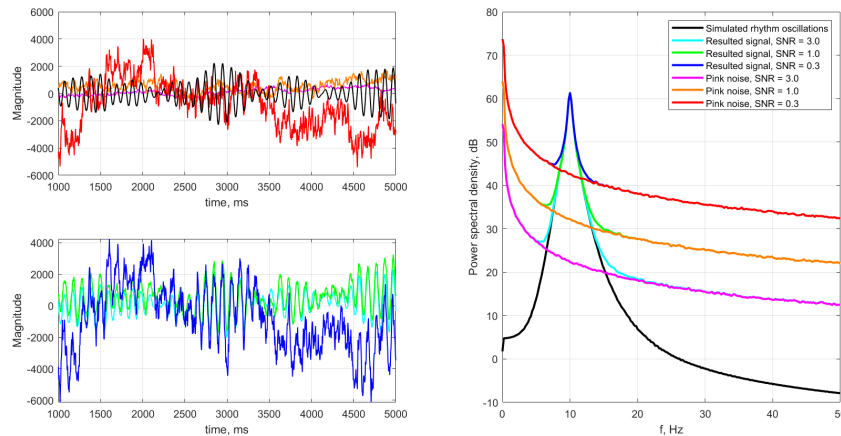 6000
4000
2000
0
-2000
-4000
-6000
Magnitude
1000 1500 2000 2500 3000 3500 4000 4500 5000
time, ms
4000
2000
0
-2000
-4000
-6000
Magnitude
1000 1500 2000 2500 3000 3500 4000 4500 5000
time, ms
80
70
60
50
40
30
20
10
0
-10
Power spectral density, dB
0 10 20 30 40 50
f, Hz
Simulated rhythm oscillations
Resulted signal, SNR = 3.0
Resulted signal, SNR = 1.0
Resulted signal, SNR = 0.3
Pink noise, SNR = 3.0
Pink noise, SNR = 1.0
Pink noise, SNR = 0.3